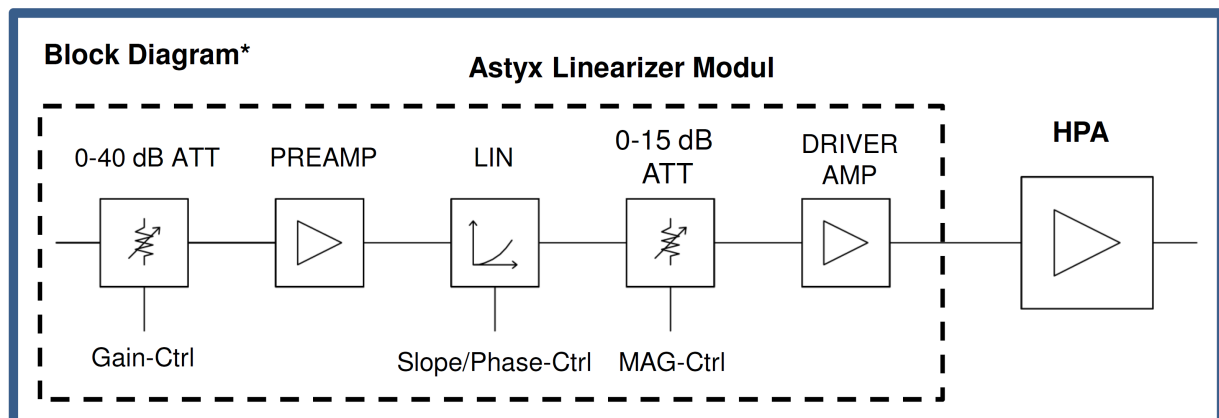 Block Diagram*
Astyx Linearizer Modul
0-40 dB ATT
PREAMP
LIN
0-15 dB
ATT
DRIVER
AMP
HPA
Gain-Ctrl
Slope/Phase-Ctrl
MAG-Ctrl